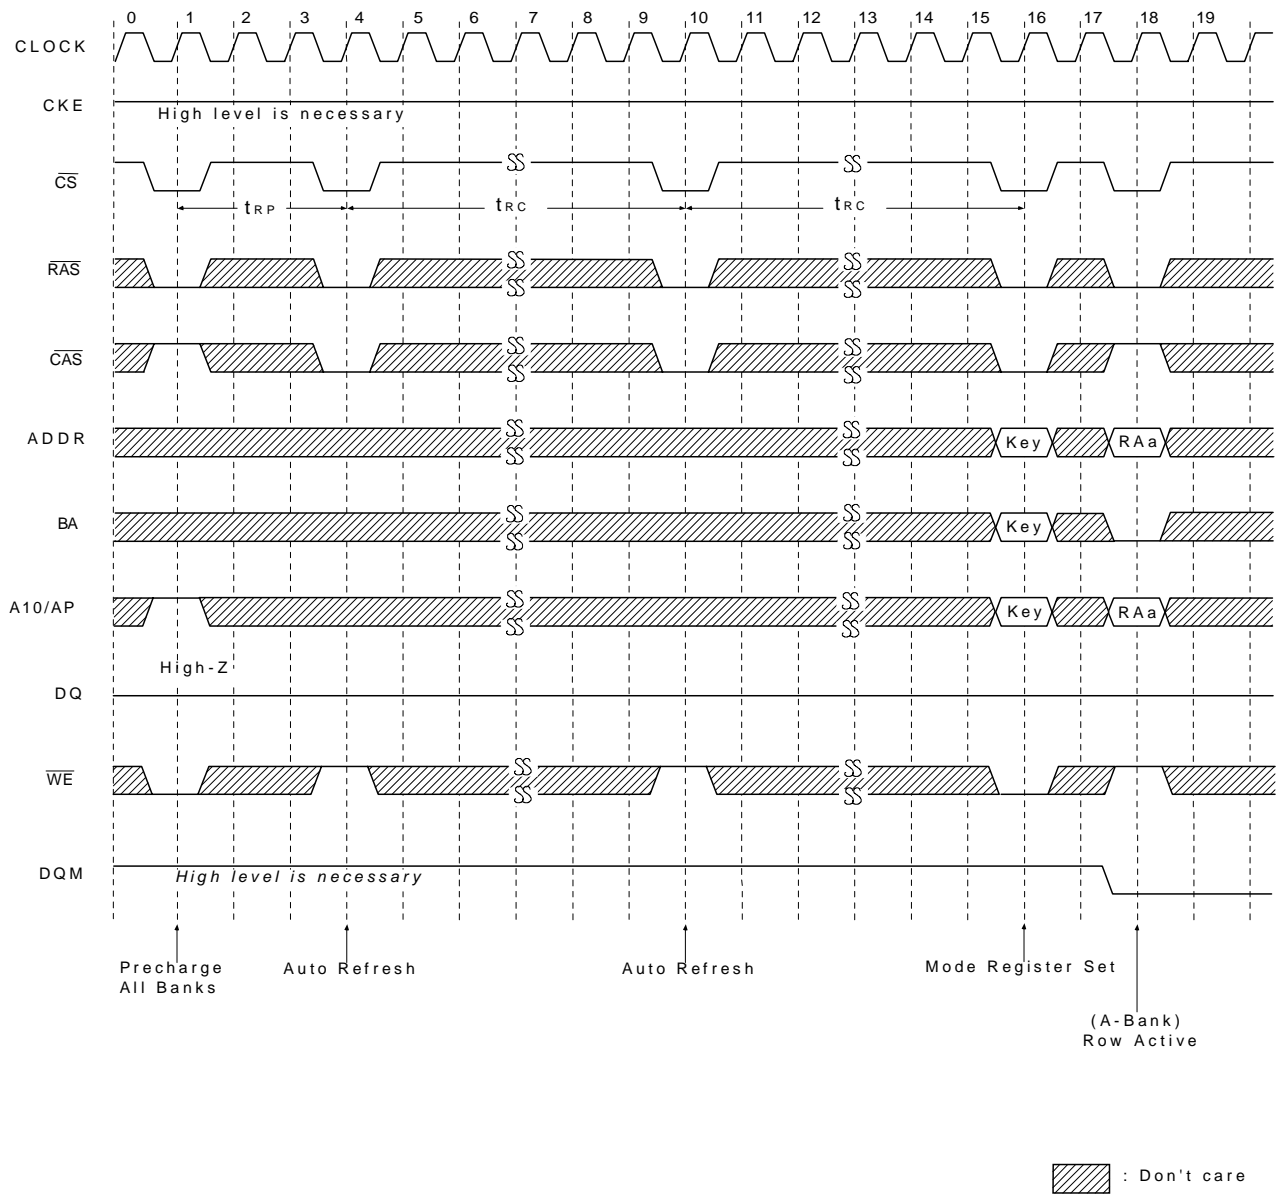 0 1 2 3 4 5 6 7 8 9 10 11 12 13 14 15 16 17 18 19
CLOCK
CKE
High level is necessary
CS
tRP tRC tRC
RAS
CAS
ADDR Key RAa
BA Key
A10/AP Key RAa
High-Z
DQ
WE
DQM High level is necessary
Precharge
All Banks
Auto Refresh
Auto Refresh
Mode Register Set
(A-Bank)
Row Active
: Don't care